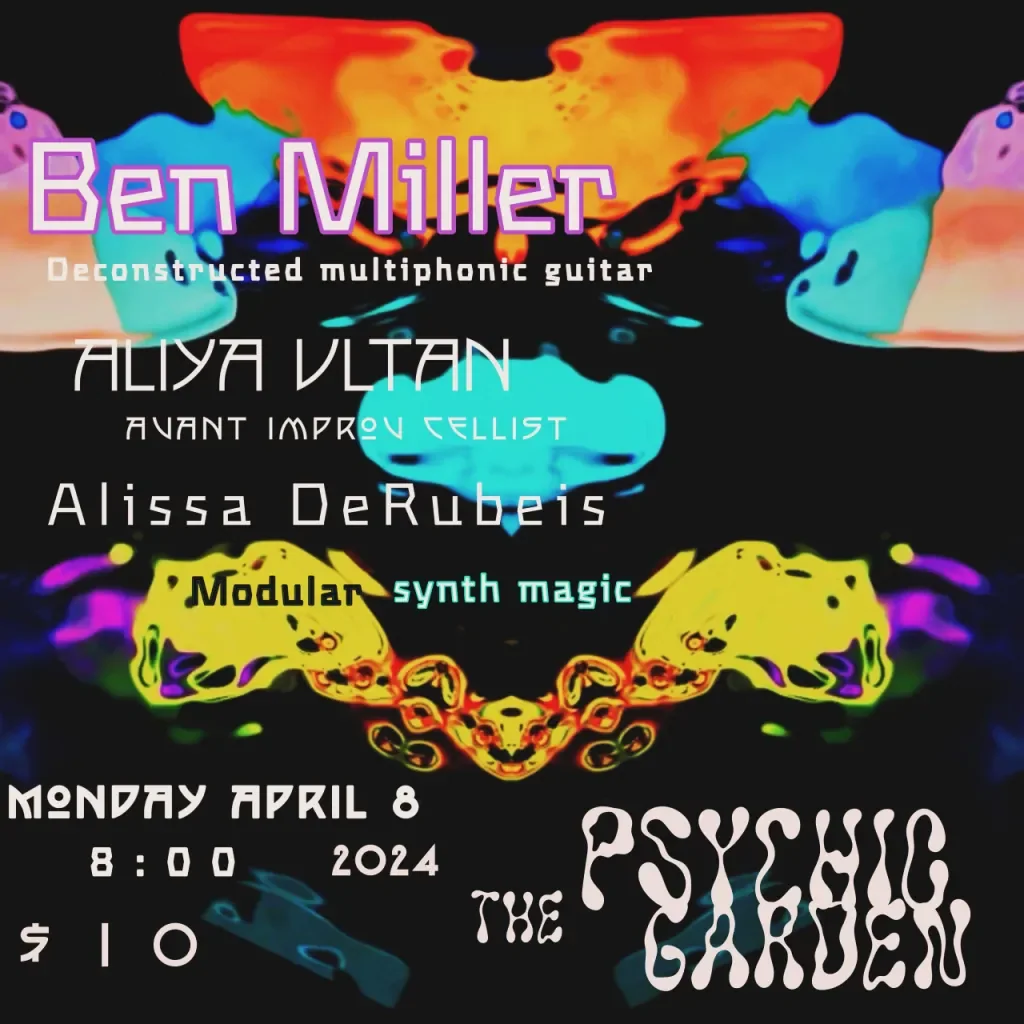 Ben Miller
Deconstructed multiphonic guitar
ALIYA ULTAN
AVANT IMPROV CELLIST
Alissa DeRubeis
Modular synth magic
MONDAY APRIL 8
8:00 2024
$10
THE PSYCHIC
GARDEN